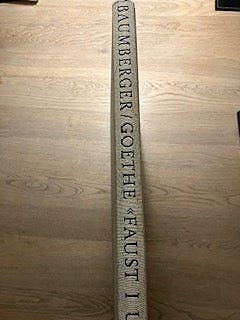 BAUMBERGER/GOETHE «FAUST I U